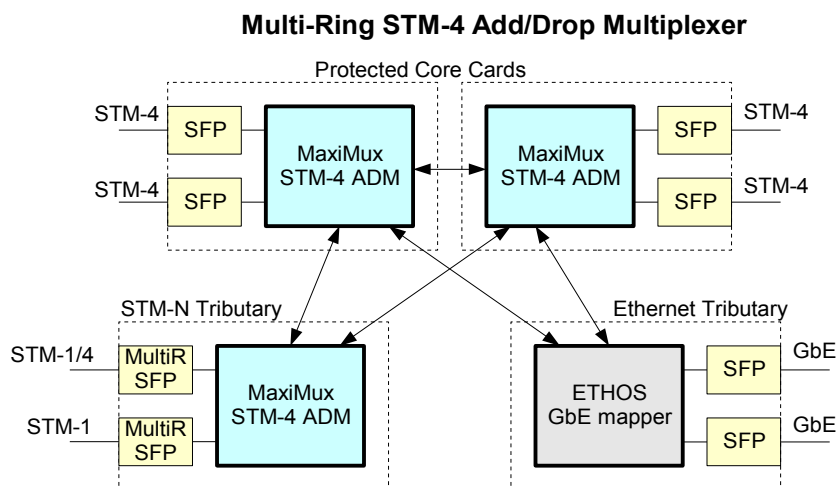 Multi-Ring STM-4 Add/Drop Multiplexer
Protected Core Cards
STM-4
SFP
MaxiMux
STM-4 ADM
STM-4
SFP
MaxiMux
STM-4 ADM
SFP
STM-4
SFP
STM-4
STM-N Tributary
STM-1/4
MultiR
SFP
STM-1
MultiR
SFP
MaxiMux
STM-4 ADM
Ethernet Tributary
ETHOS
GbE mapper
SFP
GbE
SFP
GbE